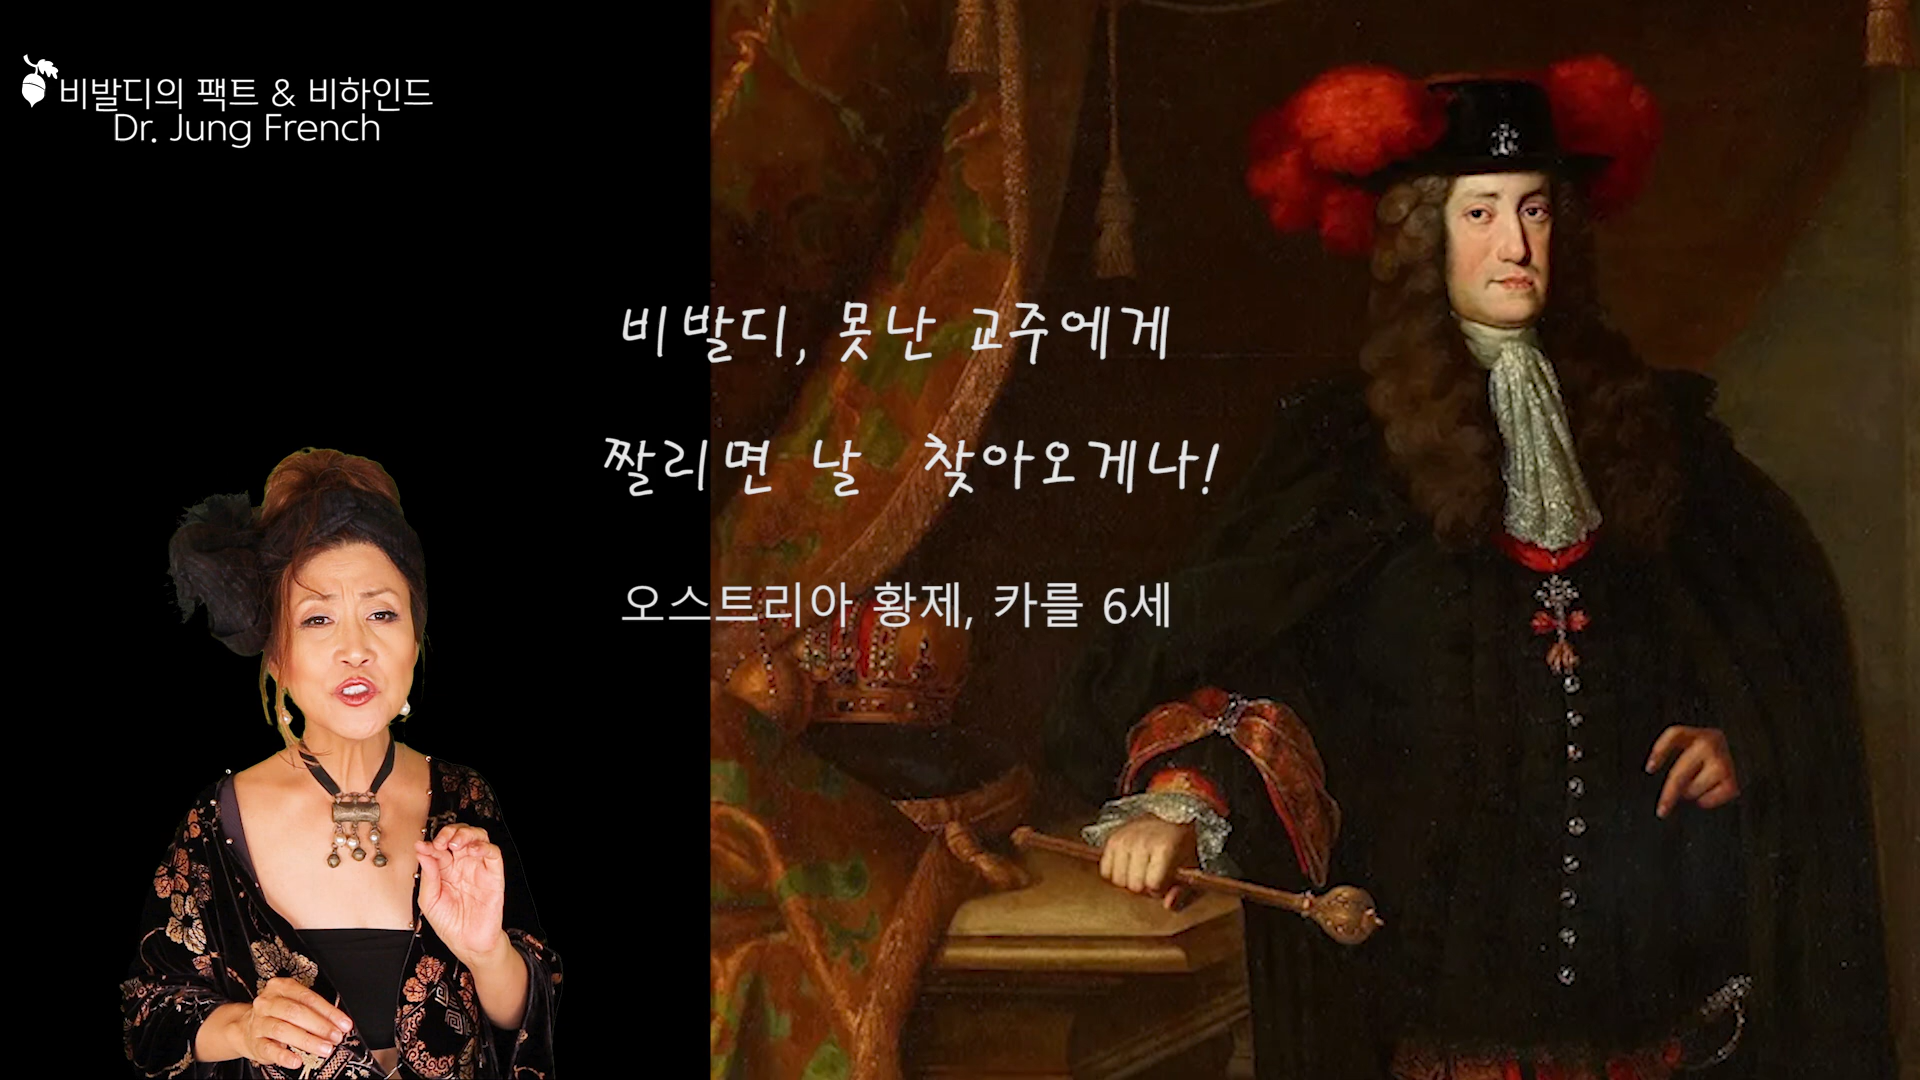 비발디의 팩트 & 비하인드
Dr. Jung French
비발디, 못난 교주에게
짤리면 날 찾아오게나!
오스트리아 황제, 카를 6세